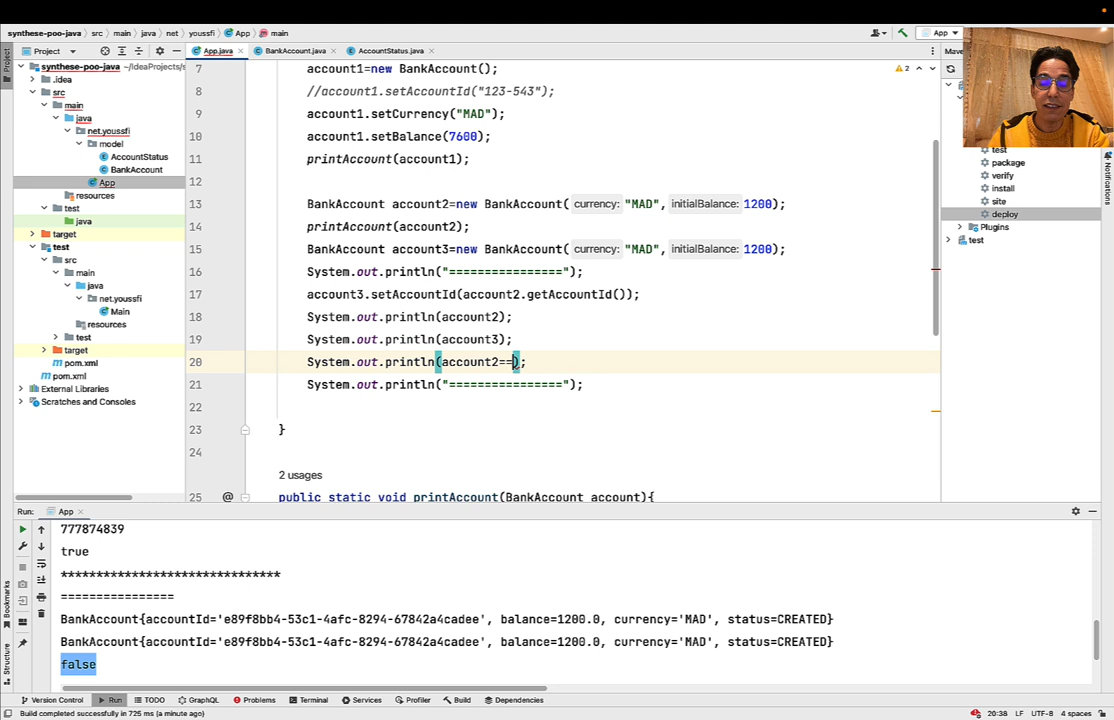 synthese-poo-java › src › main › java › net › youssfi › App › main
App
Project
App.java
BankAccount.java
AccountStatus.java
Mave
synthese-poo-java ~/IdeaProjects/s
.idea
src
main
java
net.youssfi
model
AccountStatus
BankAccount
App
resources
test
java
target
test
src
main
java
net.youssfi
Main
resources
test
target
pom.xml
pom.xml
External Libraries
Scratches and Consoles
7 account1=new BankAccount();
8 //account1.setAccountId("123-543");
9 account1.setCurrency("MAD");
10 account1.setBalance(7600);
11 printAccount(account1);
12
13 BankAccount account2=new BankAccount( currency: "MAD", initialBalance: 1200);
14 printAccount(account2);
15 BankAccount account3=new BankAccount( currency: "MAD", initialBalance: 1200);
16 System.out.println("================");
17 account3.setAccountId(account2.getAccountId());
18 System.out.println(account2);
19 System.out.println(account3);
20 System.out.println(account2==);
21 System.out.println("================");
22
23 }
24
2 usages
25 @ public static void printAccount(BankAccount account){
2
test
package
verify
install
site
deploy
Plugins
test
Notifications
Bookmarks
Structure
Run: App
777874839
true
*******************************
================
BankAccount{accountId='e89f8bb4-53c1-4afc-8294-67842a4cadee', balance=1200.0, currency='MAD', status=CREATED}
BankAccount{accountId='e89f8bb4-53c1-4afc-8294-67842a4cadee', balance=1200.0, currency='MAD', status=CREATED}
false
Version Control Run TODO GraphQL Problems Terminal Services Profiler Build Dependencies
Build completed successfully in 725 ms (a minute ago)
20:38 LF UTF-8 4 spaces